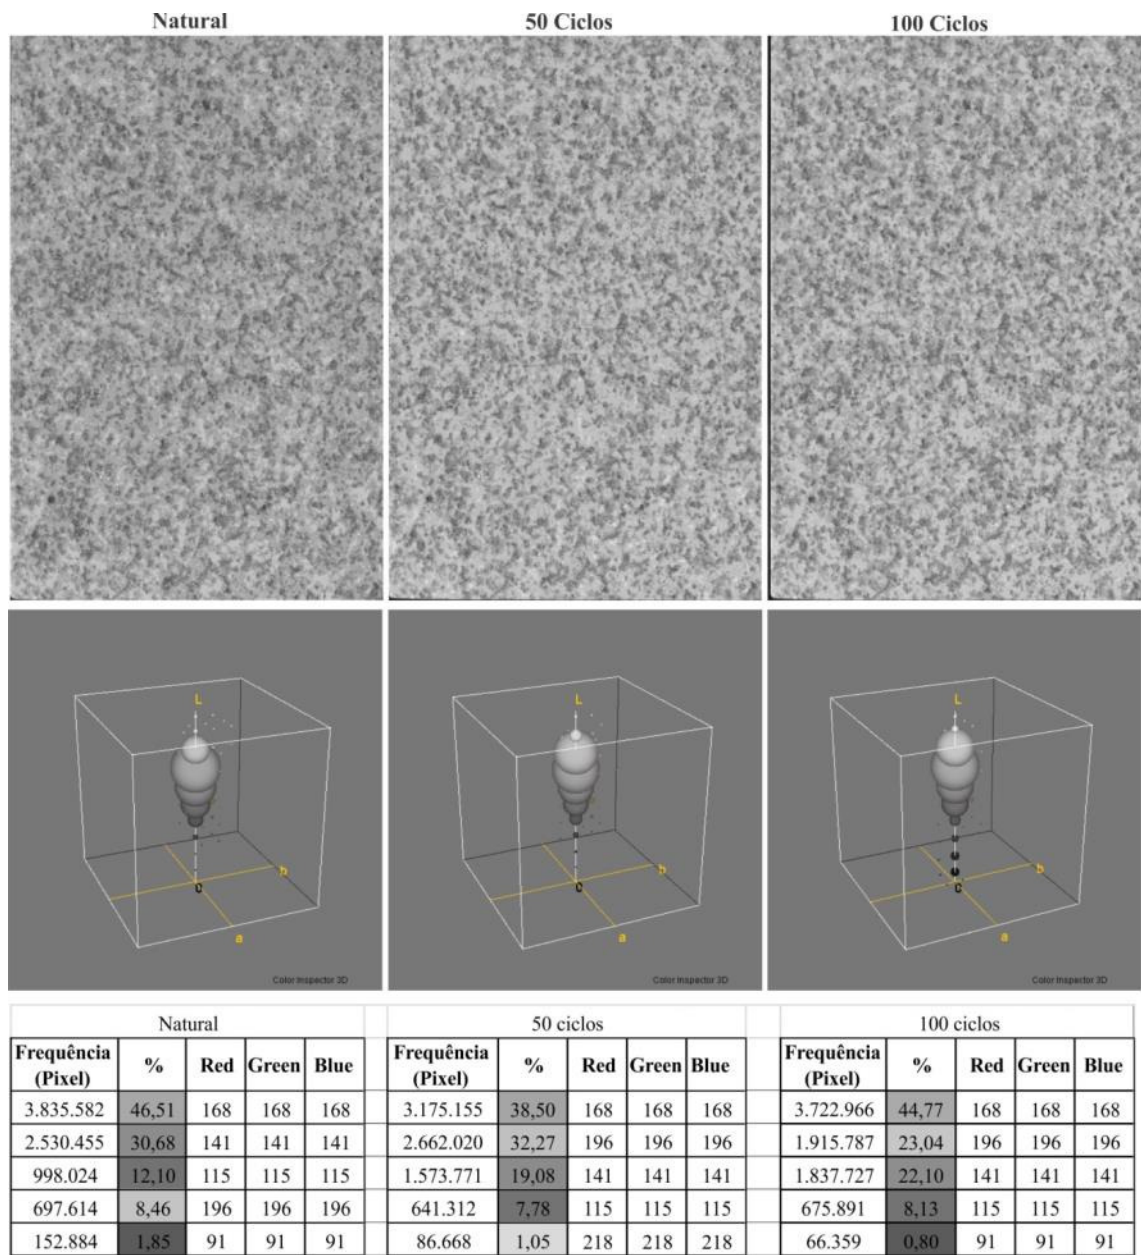 Natural 50 Ciclos 100 Ciclos
L L L
b b b
c c c
a a a
Color Inspector 3D Color Inspector 3D Color Inspector 3D
Natural 50 ciclos 100 ciclos
Frequência (Pixel) % Red Green Blue Frequência (Pixel) % Red Green Blue Frequência (Pixel) % Red Green Blue
3.835.582 46,51 168 168 168 3.175.155 38,50 168 168 168 3.722.966 44,77 168 168 168
2.530.455 30,68 141 141 141 2.662.020 32,27 196 196 196 1.915.787 23,04 196 196 196
998.024 12,10 115 115 115 1.573.771 19,08 141 141 141 1.837.727 22,10 141 141 141
697.614 8,46 196 196 196 641.312 7,78 115 115 115 675.891 8,13 115 115 115
152.884 1,85 91 91 91 86.668 1,05 218 218 218 66.359 0,80 91 91 91